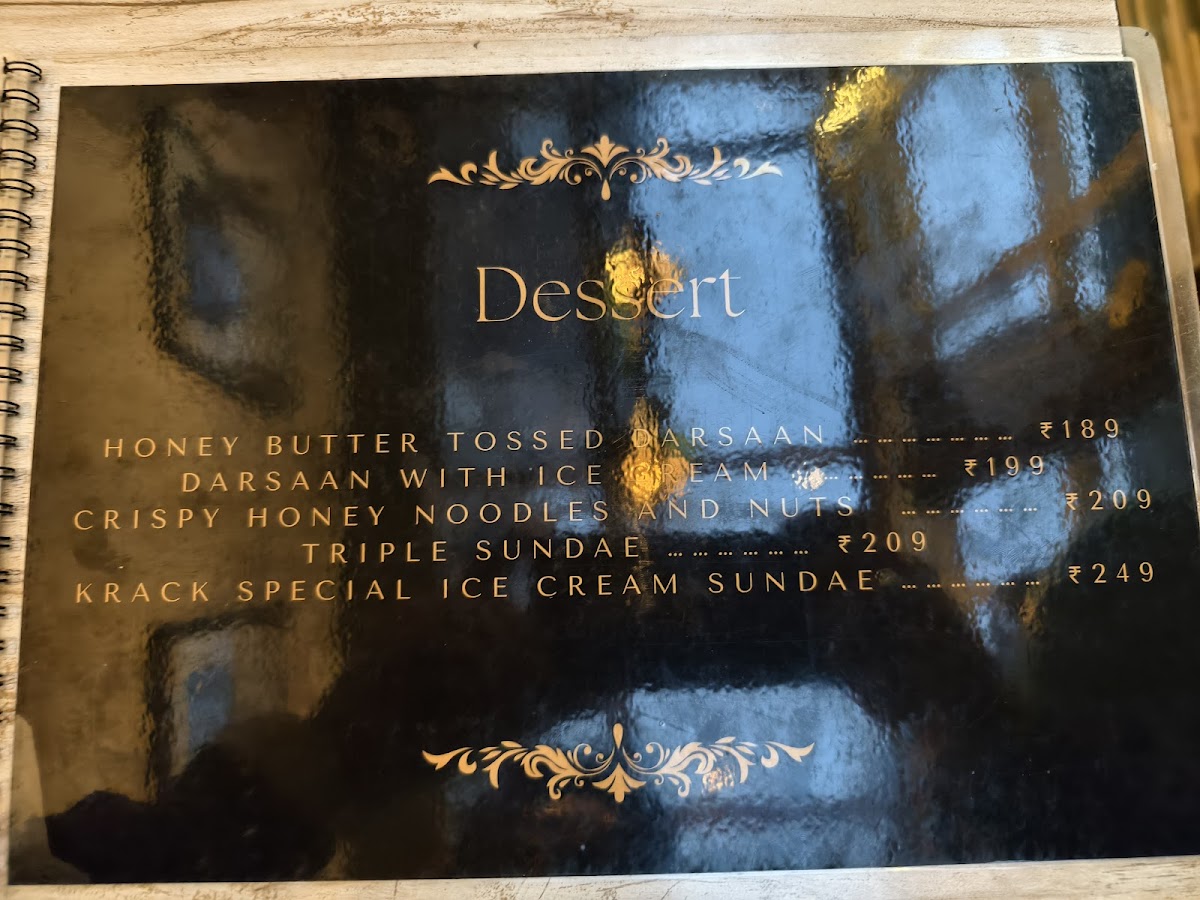 Dessert
HONEY BUTTER TOSSED DARSAAN … … … … … … … ₹189
DARSAAN WITH ICE CREAM … … … … … … ₹199
CRISPY HONEY NOODLES AND NUTS … … … … … … ₹209
TRIPLE SUNDAE … … … … … … ₹209
KRACK SPECIAL ICE CREAM SUNDAE … … … … … … ₹249